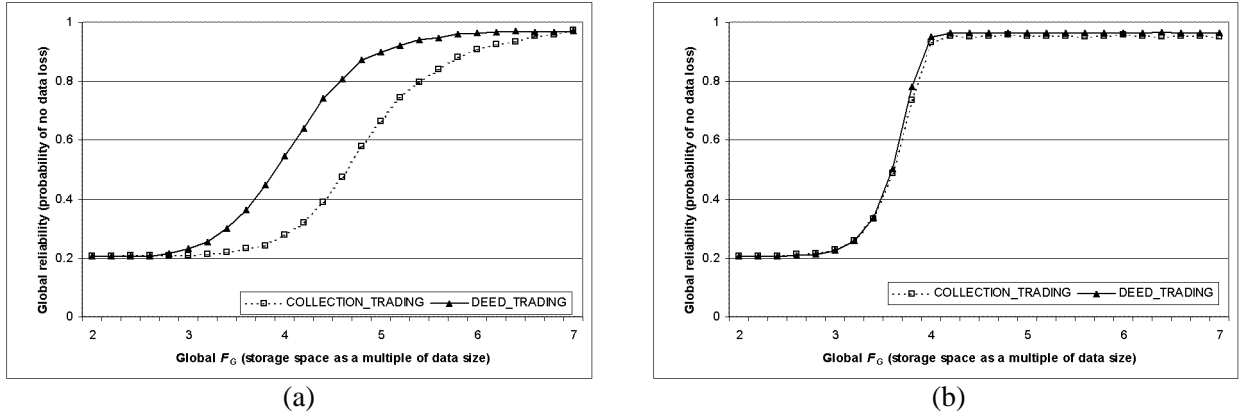 Global reliability (probability of no data loss)
1
0.8
0.6
0.4
0.2
0
2 3 4 5 6 7
COLLECTION_TRADING DEED_TRADING
Global F_G (storage space as a multiple of data size)
(a)
Global reliability (probability of no data loss)
1
0.8
0.6
0.4
0.2
0
2 3 4 5 6 7
COLLECTION_TRADING DEED_TRADING
Global F_G (storage space as a multiple of data size)
(b)